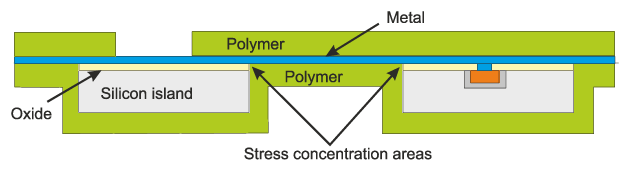 Metal
Polymer
Polymer
Silicon island
Oxide
Stress concentration areas